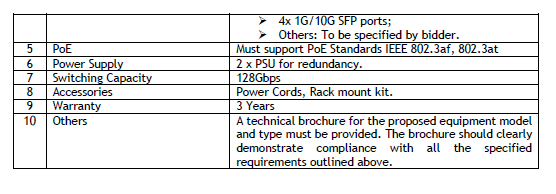 ➢ 4x 1G/10G SFP ports;
➢ Others: To be specified by bidder.
5 PoE Must support PoE Standards IEEE 802.3af, 802.3at
6 Power Supply 2 x PSU for redundancy.
7 Switching Capacity 128Gbps
8 Accessories Power Cords, Rack mount kit.
9 Warranty 3 Years
10 Others A technical brochure for the proposed equipment model
and type must be provided. The brochure should clearly
demonstrate compliance with all the specified
requirements outlined above.